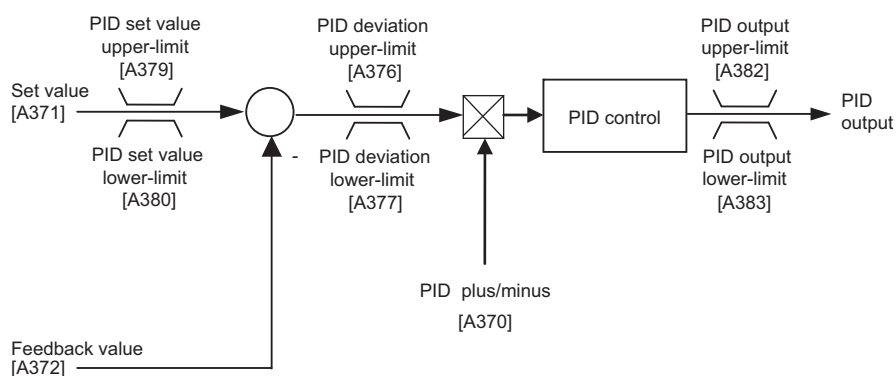 PID set value
upper-limit
[A379]
PID deviation
upper-limit
[A376]
PID output
upper-limit
[A382]
Set value
[A371]
PID control
PID
output
PID set value
lower-limit
[A380]
-
PID deviation
lower-limit
[A377]
PID output
lower-limit
[A383]
PID plus/minus
[A370]
Feedback value
[A372]